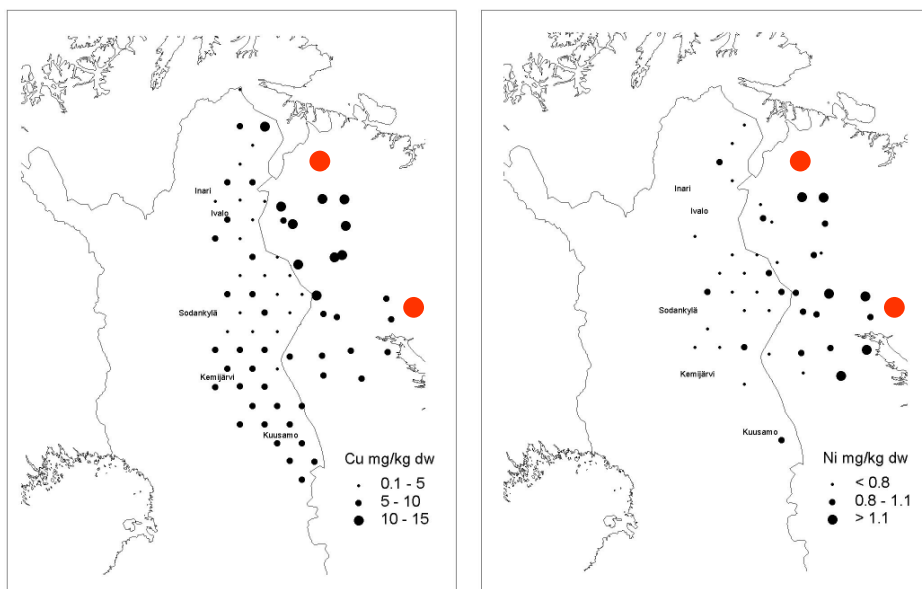 Inari
Ivalo
Sodankylä
Kemijärvi
Kuusamo
Cu mg/kg dw
0.1 - 5
5 - 10
10 - 15
Inari
Ivalo
Sodankylä
Kemijärvi
Kuusamo
Ni mg/kg dw
< 0.8
0.8 - 1.1
> 1.1